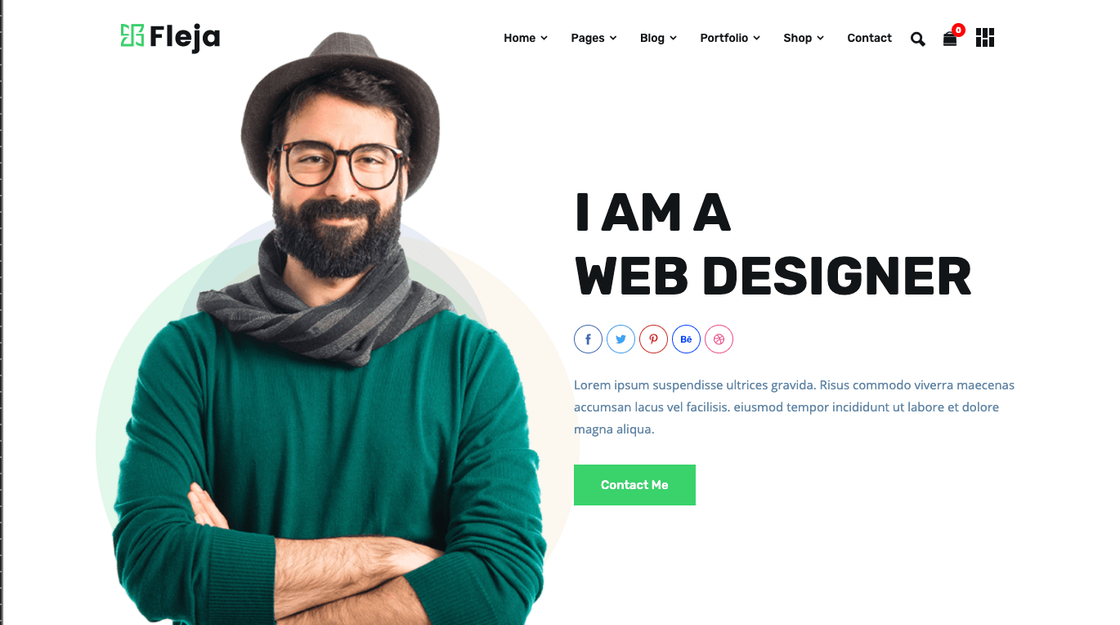 Fleja
Home Pages Blog Portfolio Shop Contact 0
I AM A
WEB DESIGNER
Bē
Lorem ipsum suspendisse ultrices gravida. Risus commodo viverra maecenas
accumsan lacus vel facilisis. eiusmod tempor incididunt ut labore et dolore
magna aliqua.
Contact Me